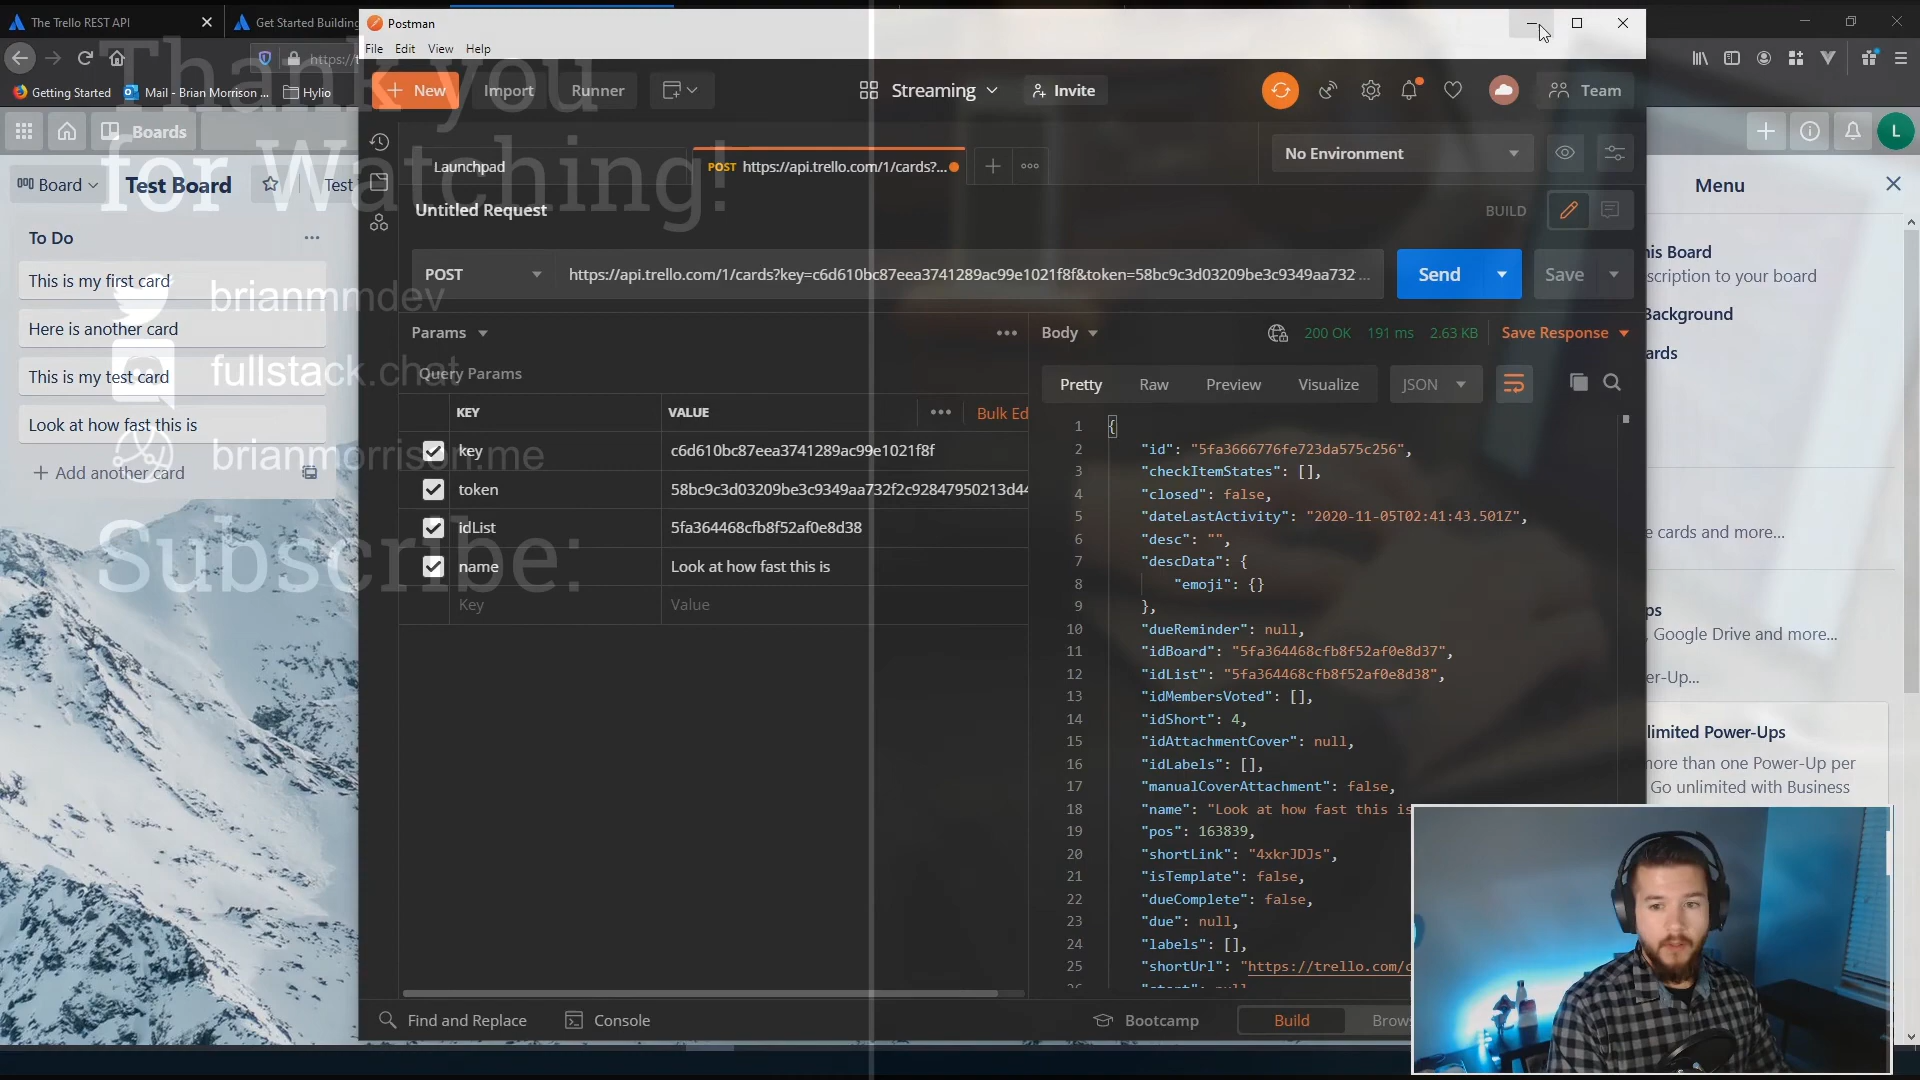 The Trello REST API
Get Started Building
Postman
File Edit View Help
https://t
Getting Started
Mail - Brian Morrison ...
Hylio
Thank you
for Watching!
New
Import
Runner
Streaming
Invite
Team
Boards
L
Launchpad
POST https://api.trello.com/1/cards?...
No Environment
Board
Test Board
Test
Menu
Untitled Request
BUILD
To Do
POST
https://api.trello.com/1/cards?key=c6d610bc87eea3741289ac99e1021f8f&token=58bc9c3d03209be3c9349aa732 ...
Send
Save
his Board
scription to your board
Background
ards
e cards and more...
ps
, Google Drive and more...
er-Up...
limited Power-Ups
more than one Power-Up per
Go unlimited with Business
This is my first card
Here is another card
This is my test card
Look at how fast this is
+ Add another card
brianmmdev
fullstack.chat
brianmorrison.me
Subscribe:
Params
Query Params
KEY VALUE
Bulk Ed
key c6d610bc87eea3741289ac99e1021f8f
token 58bc9c3d03209be3c9349aa732f2c92847950213d44
idList 5fa364468cfb8f52af0e8d38
name Look at how fast this is
Key Value
Body
200 OK 191 ms 2.63 KB
Save Response
Pretty Raw Preview Visualize JSON
1 {
2 "id": "5fa3666776fe723da575c256",
3 "checkItemStates": [],
4 "closed": false,
5 "dateLastActivity": "2020-11-05T02:41:43.501Z",
6 "desc": "",
7 "descData": {
8 "emoji": {}
9 },
10 "dueReminder": null,
11 "idBoard": "5fa364468cfb8f52af0e8d37",
12 "idList": "5fa364468cfb8f52af0e8d38",
13 "idMembersVoted": [],
14 "idShort": 4,
15 "idAttachmentCover": null,
16 "idLabels": [],
17 "manualCoverAttachment": false,
18 "name": "Look at how fast this is
19 "pos": 163839,
20 "shortLink": "4xkrJDJs",
21 "isTemplate": false,
22 "dueComplete": false,
23 "due": null,
24 "labels": [],
25 "shortUrl": "https://trello.com/c
Find and Replace
Console
Bootcamp
Build
Brows